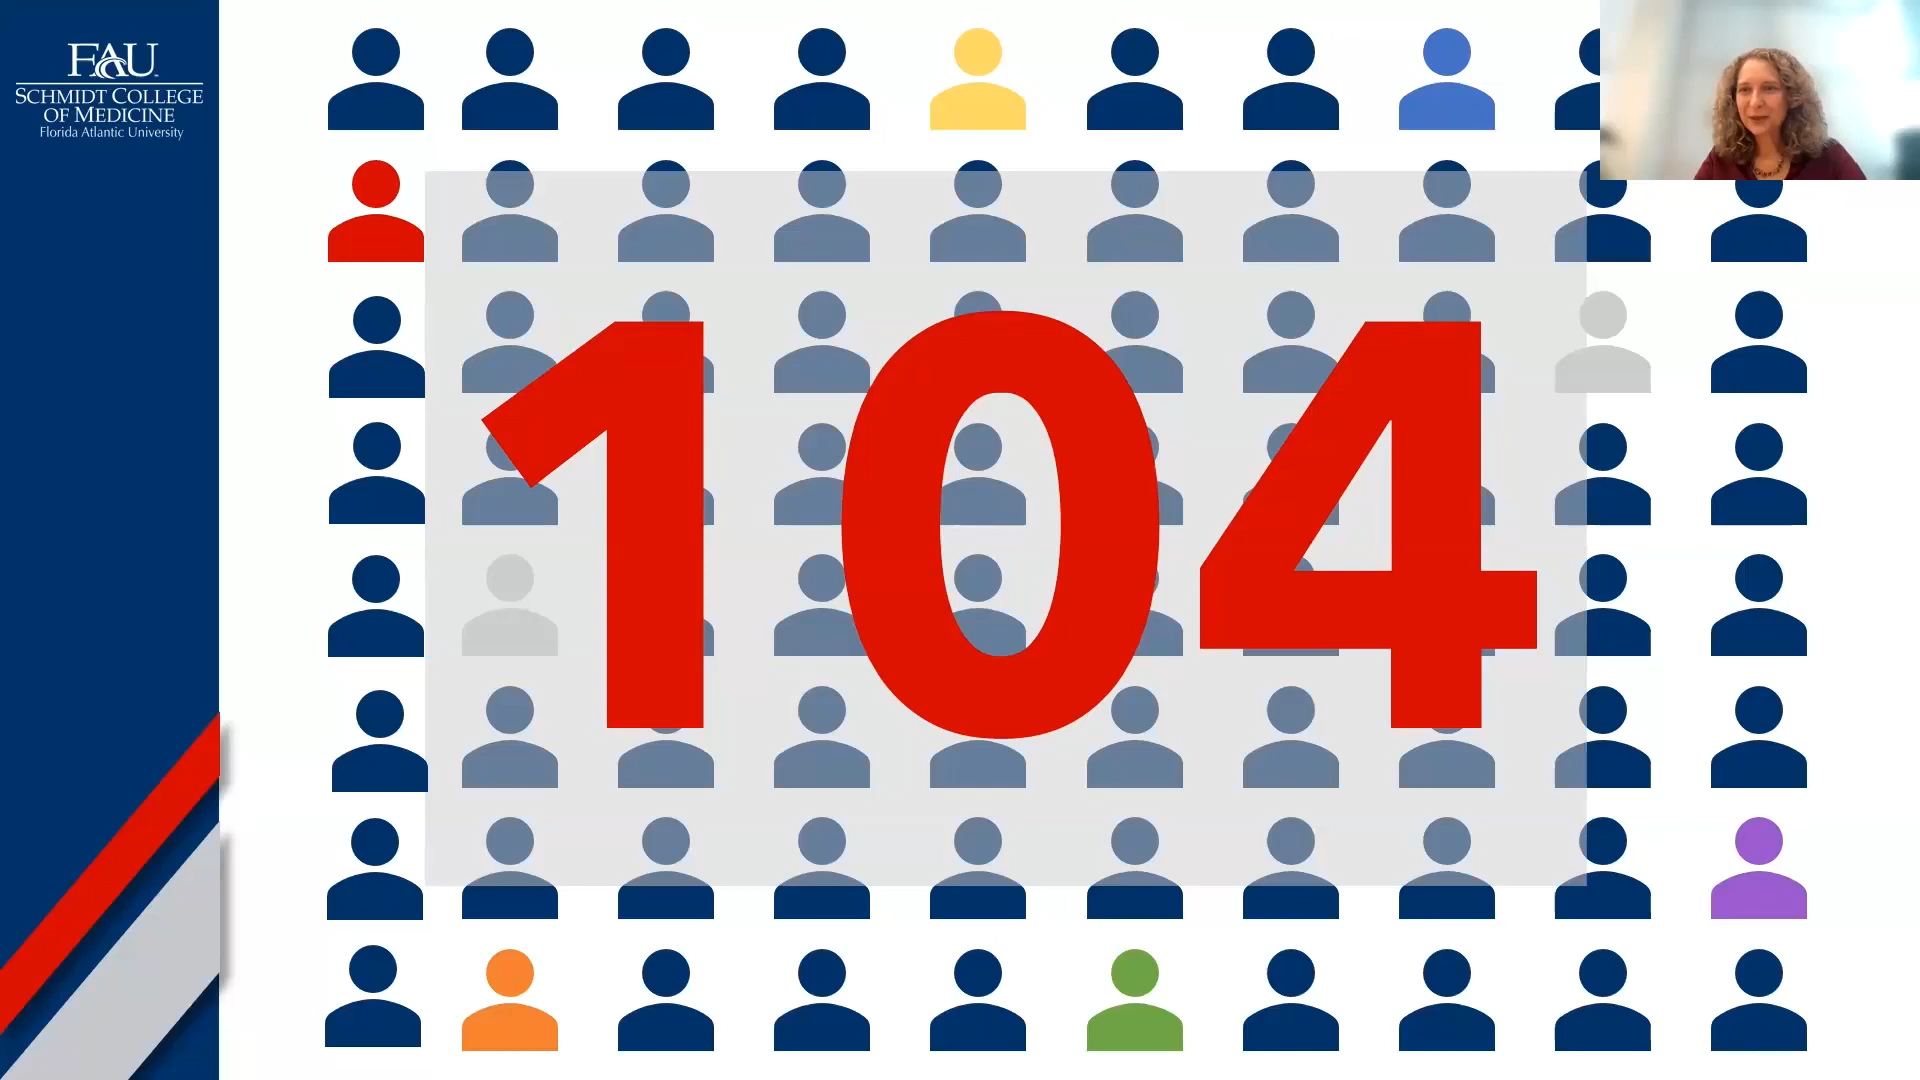 FAU
SCHMIDT COLLEGE
OF MEDICINE
Florida Atlantic University
104